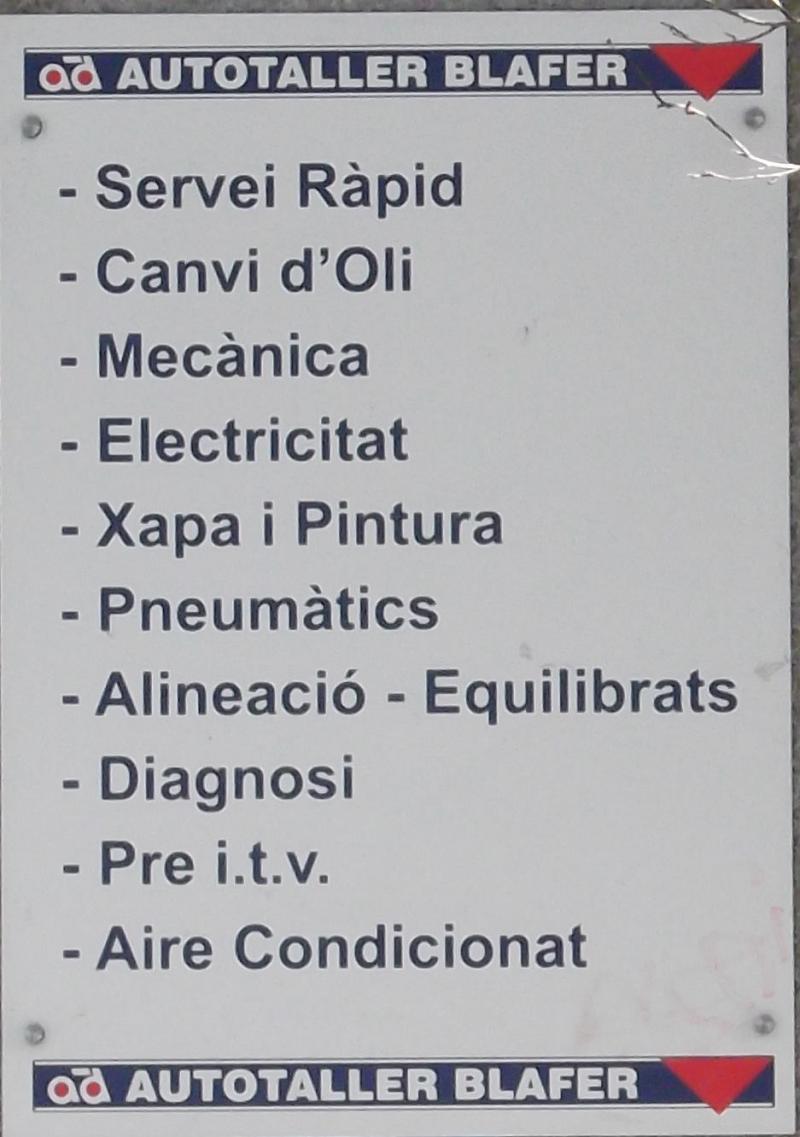 ad AUTOTALLER BLAFER
- Servei Ràpid
- Canvi d'Oli
- Mecànica
- Electricitat
- Xapa i Pintura
- Pneumàtics
- Alineació - Equilibrats
- Diagnosi
- Pre i.t.v.
- Aire Condicionat
ad AUTOTALLER BLAFER